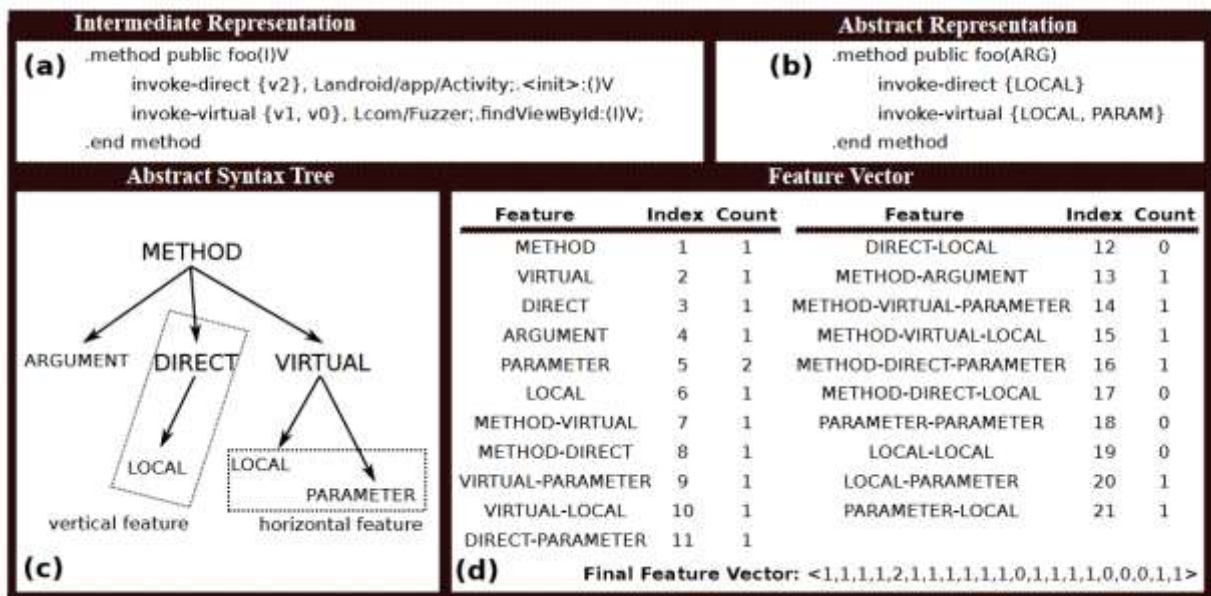 Intermediate Representation
(a)
.method public foo(I)V
invoke-direct {v2}, Landroid/app/Activity;.<init>:()V
invoke-virtual {v1, v0}, Lcom/Fuzzer;.findViewById:(I)V;
.end method
Abstract Representation
(b)
.method public foo(ARG)
invoke-direct {LOCAL}
invoke-virtual {LOCAL, PARAM}
.end method
Abstract Syntax Tree
METHOD
ARGUMENT DIRECT VIRTUAL
LOCAL LOCAL
PARAMETER
vertical feature horizontal feature
(c)
Feature Vector
Feature Index Count Feature Index Count
METHOD 1 1 DIRECT-LOCAL 12 0
VIRTUAL 2 1 METHOD-ARGUMENT 13 1
DIRECT 3 1 METHOD-VIRTUAL-PARAMETER 14 1
ARGUMENT 4 1 METHOD-VIRTUAL-LOCAL 15 1
PARAMETER 5 2 METHOD-DIRECT-PARAMETER 16 1
LOCAL 6 1 METHOD-DIRECT-LOCAL 17 0
METHOD-VIRTUAL 7 1 PARAMETER-PARAMETER 18 0
METHOD-DIRECT 8 1 LOCAL-LOCAL 19 0
VIRTUAL-PARAMETER 9 1 LOCAL-PARAMETER 20 1
VIRTUAL-LOCAL 10 1 PARAMETER-LOCAL 21 1
DIRECT-PARAMETER 11 1
(d)
Final Feature Vector: <1,1,1,1,2,1,1,1,1,1,1,0,1,1,1,1,0,0,0,1,1>